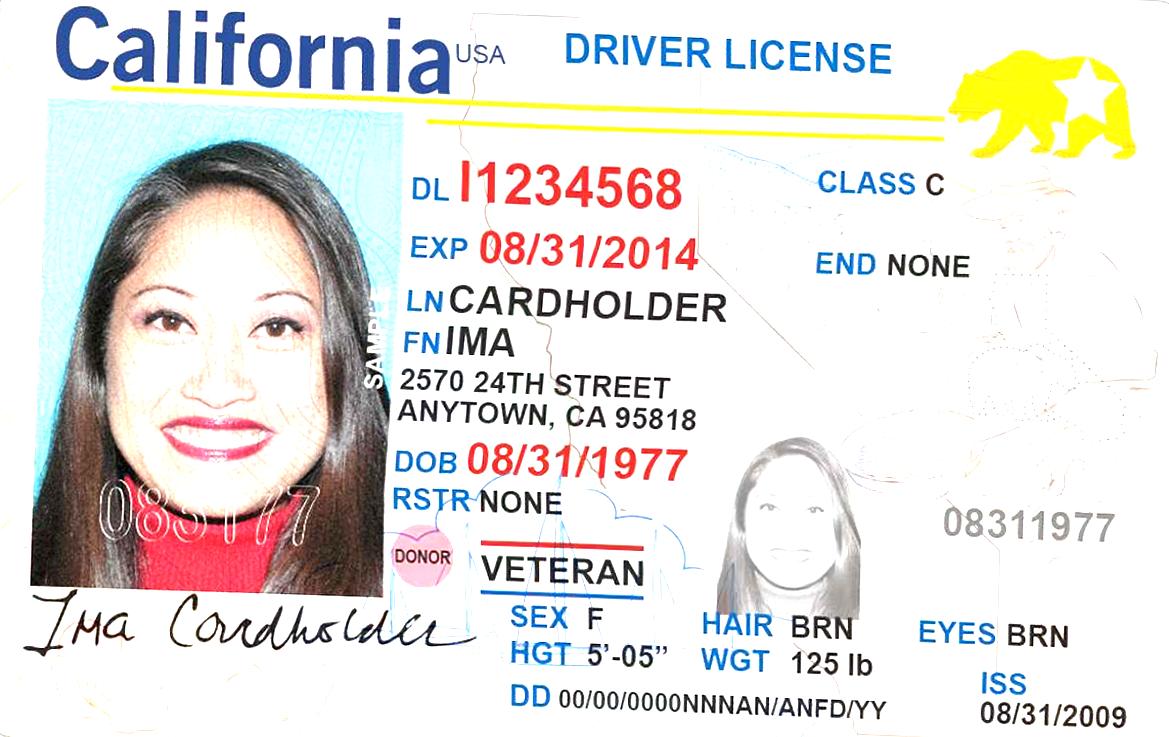 California USA DRIVER LICENSE
DL I1234568 CLASS C
EXP 08/31/2014 END NONE
LN CARDHOLDER
FN IMA
2570 24TH STREET
ANYTOWN, CA 95818
DOB 08/31/1977
RSTR NONE
SAMPLE
083177
08311977
DONOR
VETERAN
Ima Cardholder
SEX F HAIR BRN EYES BRN
HGT 5'-05" WGT 125 lb
ISS
DD 00/00/0000NNNAN/ANFD/YY 08/31/2009